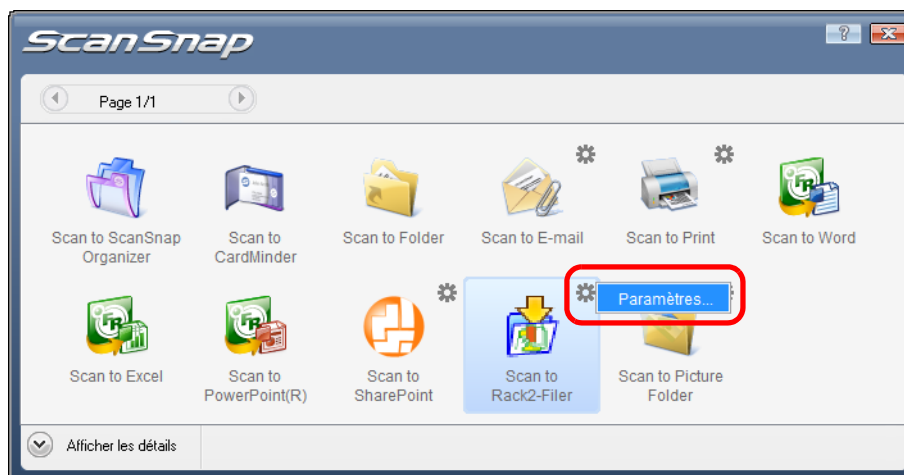 ScanSnap
?
Page 1/1
Scan to ScanSnap
Organizer
Scan to
CardMinder
Scan to Folder
Scan to E-mail
Scan to Print
Scan to Word
Paramètres...
Scan to Excel
Scan to
PowerPoint(R)
Scan to
SharePoint
Scan to
Rack2-Filer
Scan to Picture
Folder
Afficher les détails